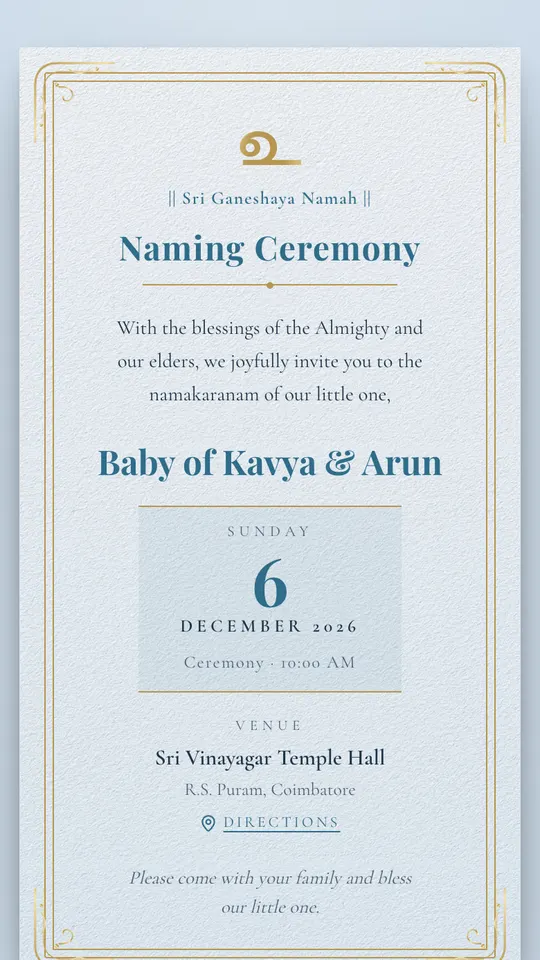 உ
|| Sri Ganeshaya Namah ||
Naming Ceremony
With the blessings of the Almighty and
our elders, we joyfully invite you to the
namakaranam of our little one,
Baby of Kavya & Arun
SUNDAY
6
DECEMBER 2026
Ceremony · 10:00 AM
VENUE
Sri Vinayagar Temple Hall
R.S. Puram, Coimbatore
DIRECTIONS
Please come with your family and bless
our little one.